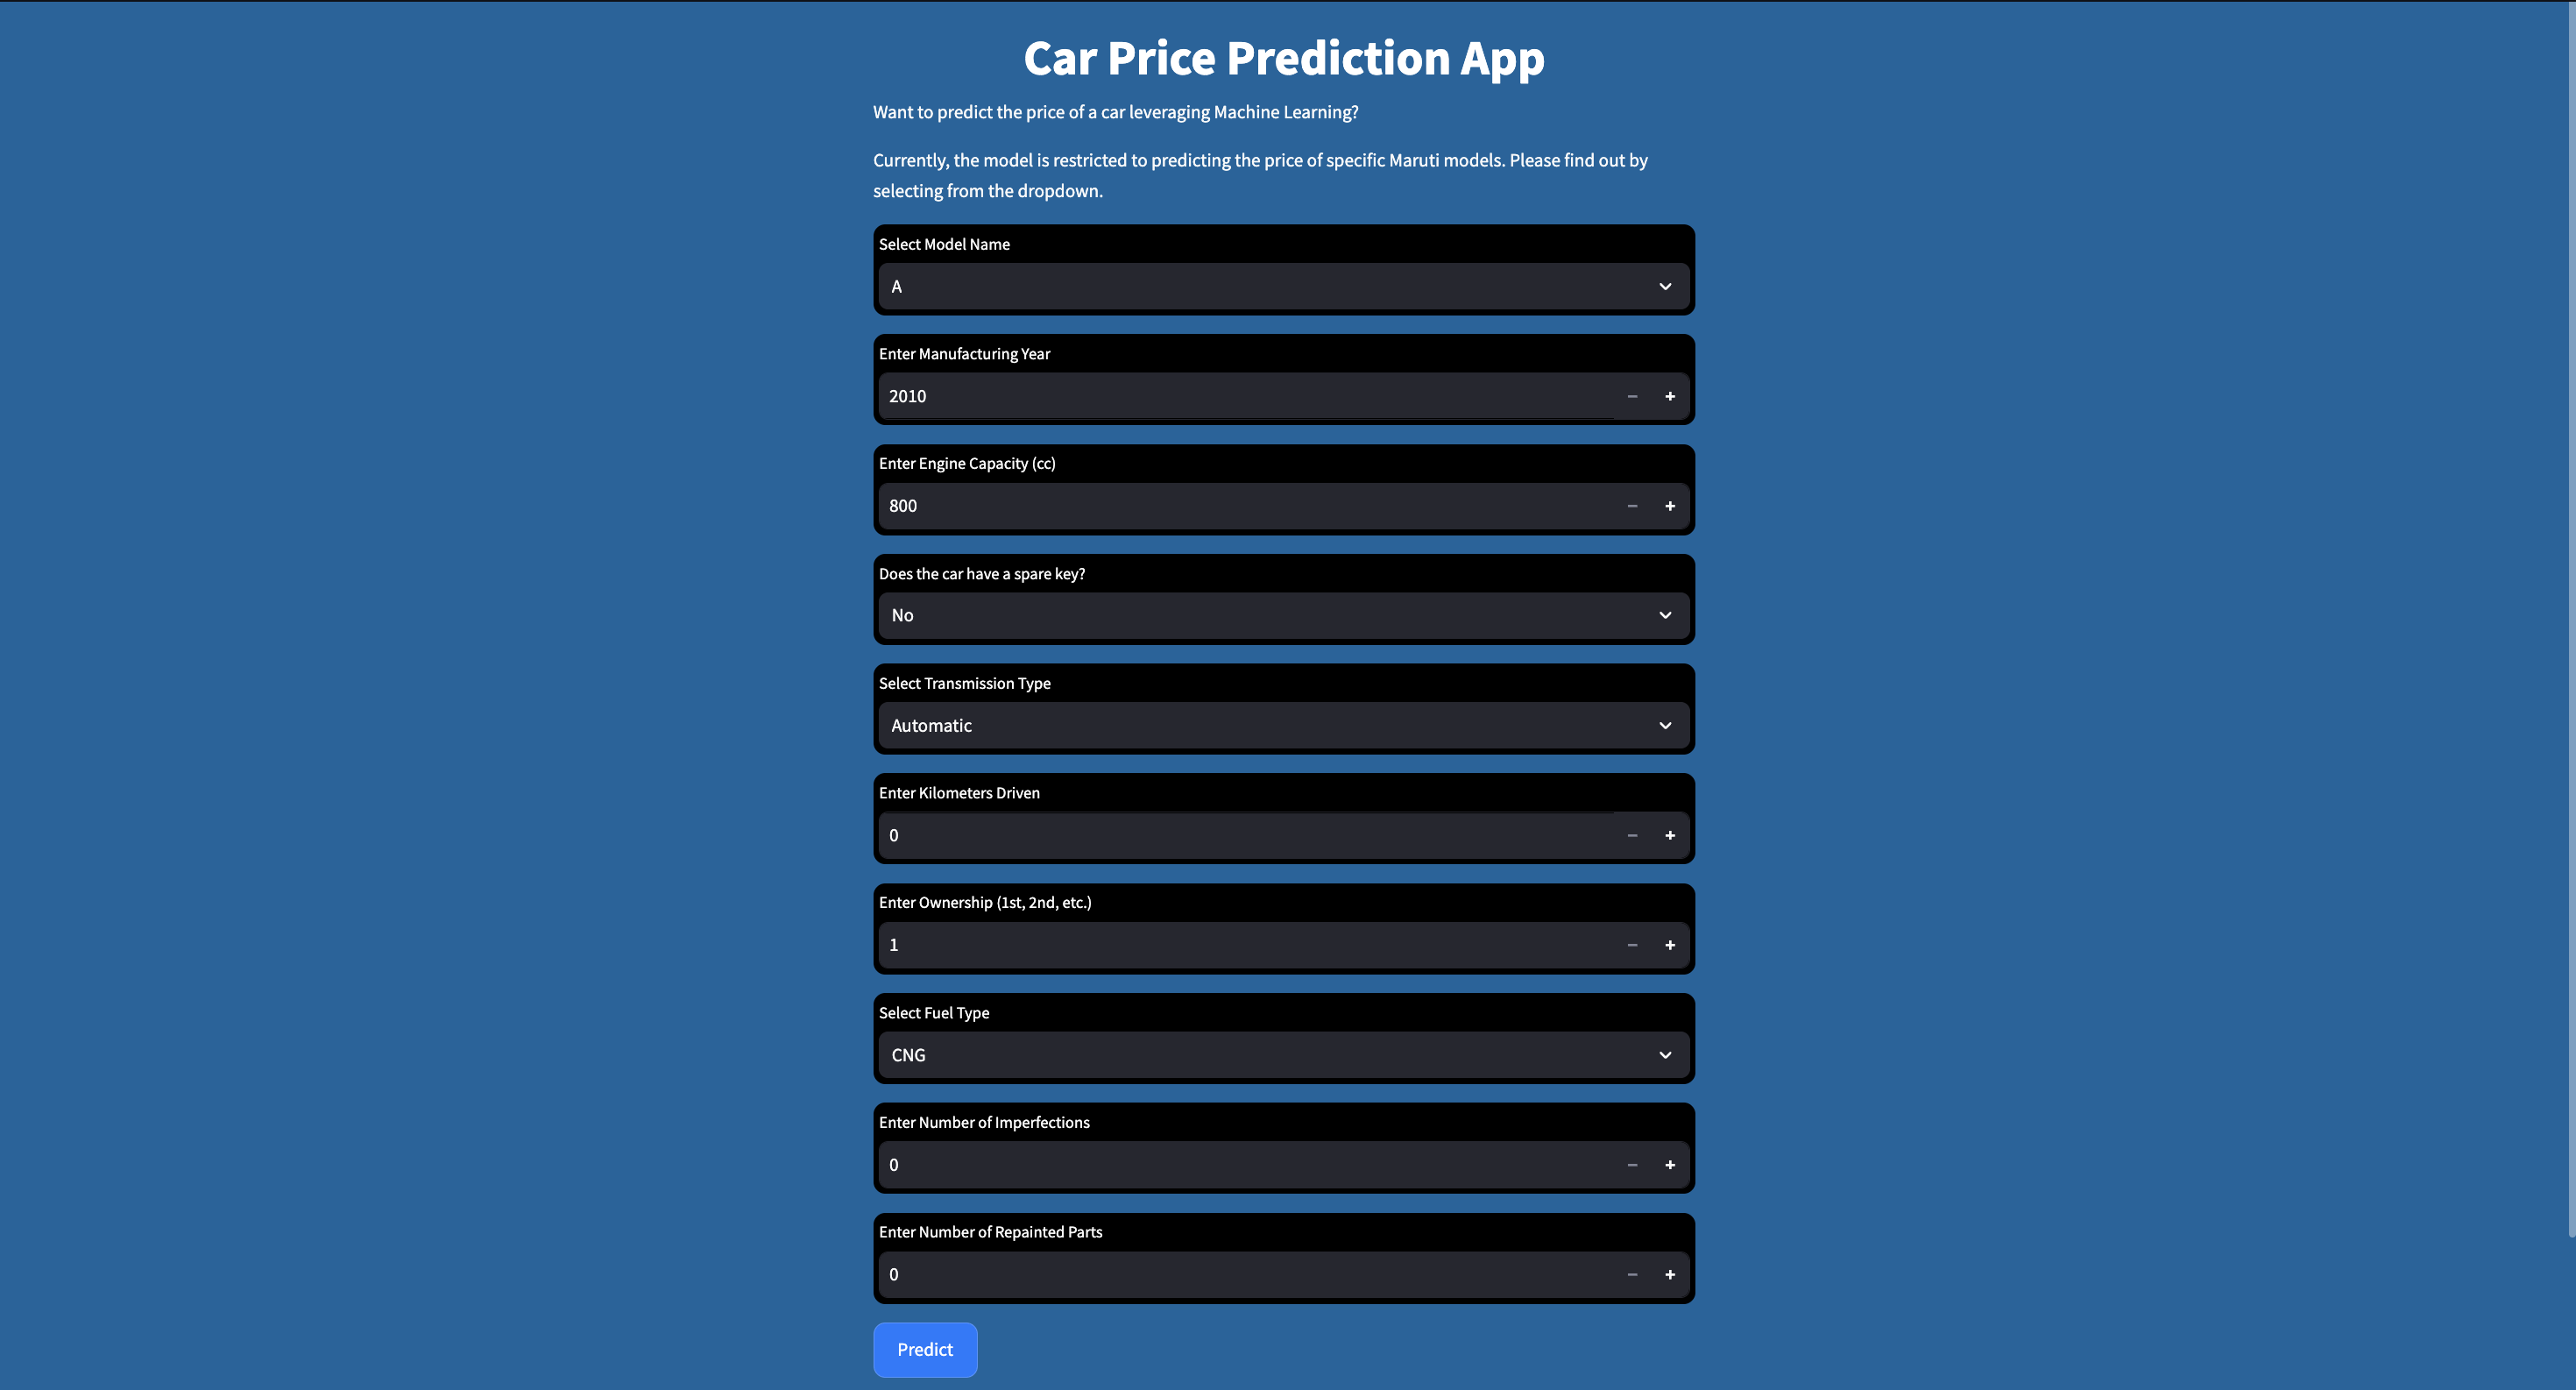 Car Price Prediction App
Want to predict the price of a car leveraging Machine Learning?
Currently, the model is restricted to predicting the price of specific Maruti models. Please find out by
selecting from the dropdown.
Select Model Name
A
Enter Manufacturing Year
2010
Enter Engine Capacity (cc)
800
Does the car have a spare key?
No
Select Transmission Type
Automatic
Enter Kilometers Driven
0
Enter Ownership (1st, 2nd, etc.)
1
Select Fuel Type
CNG
Enter Number of Imperfections
0
Enter Number of Repainted Parts
0
Predict